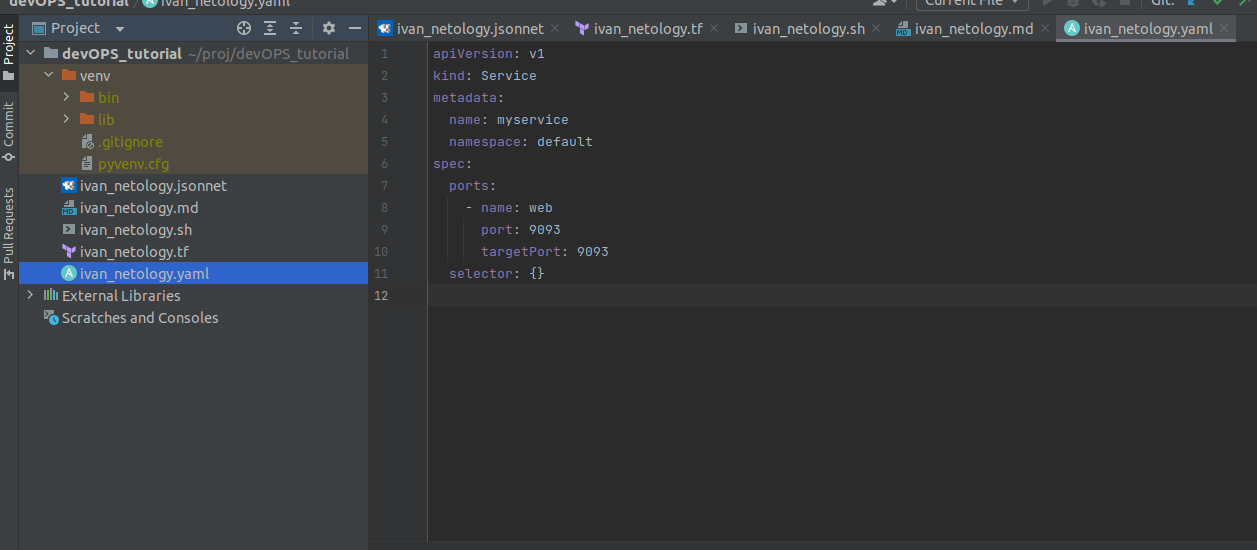 devOPS_tutorial / ivan_netology.yaml Current File Git:
Project
ivan_netology.jsonnet ivan_netology.tf ivan_netology.sh ivan_netology.md ivan_netology.yaml
Project
Commit
Pull Requests
devOPS_tutorial ~/proj/devOPS_tutorial
venv
bin
lib
.gitignore
pyvenv.cfg
ivan_netology.jsonnet
ivan_netology.md
ivan_netology.sh
ivan_netology.tf
ivan_netology.yaml
External Libraries
Scratches and Consoles
1 apiVersion: v1
2 kind: Service
3 metadata:
4 name: myservice
5 namespace: default
6 spec:
7 ports:
8 - name: web
9 port: 9093
10 targetPort: 9093
11 selector: {}
12